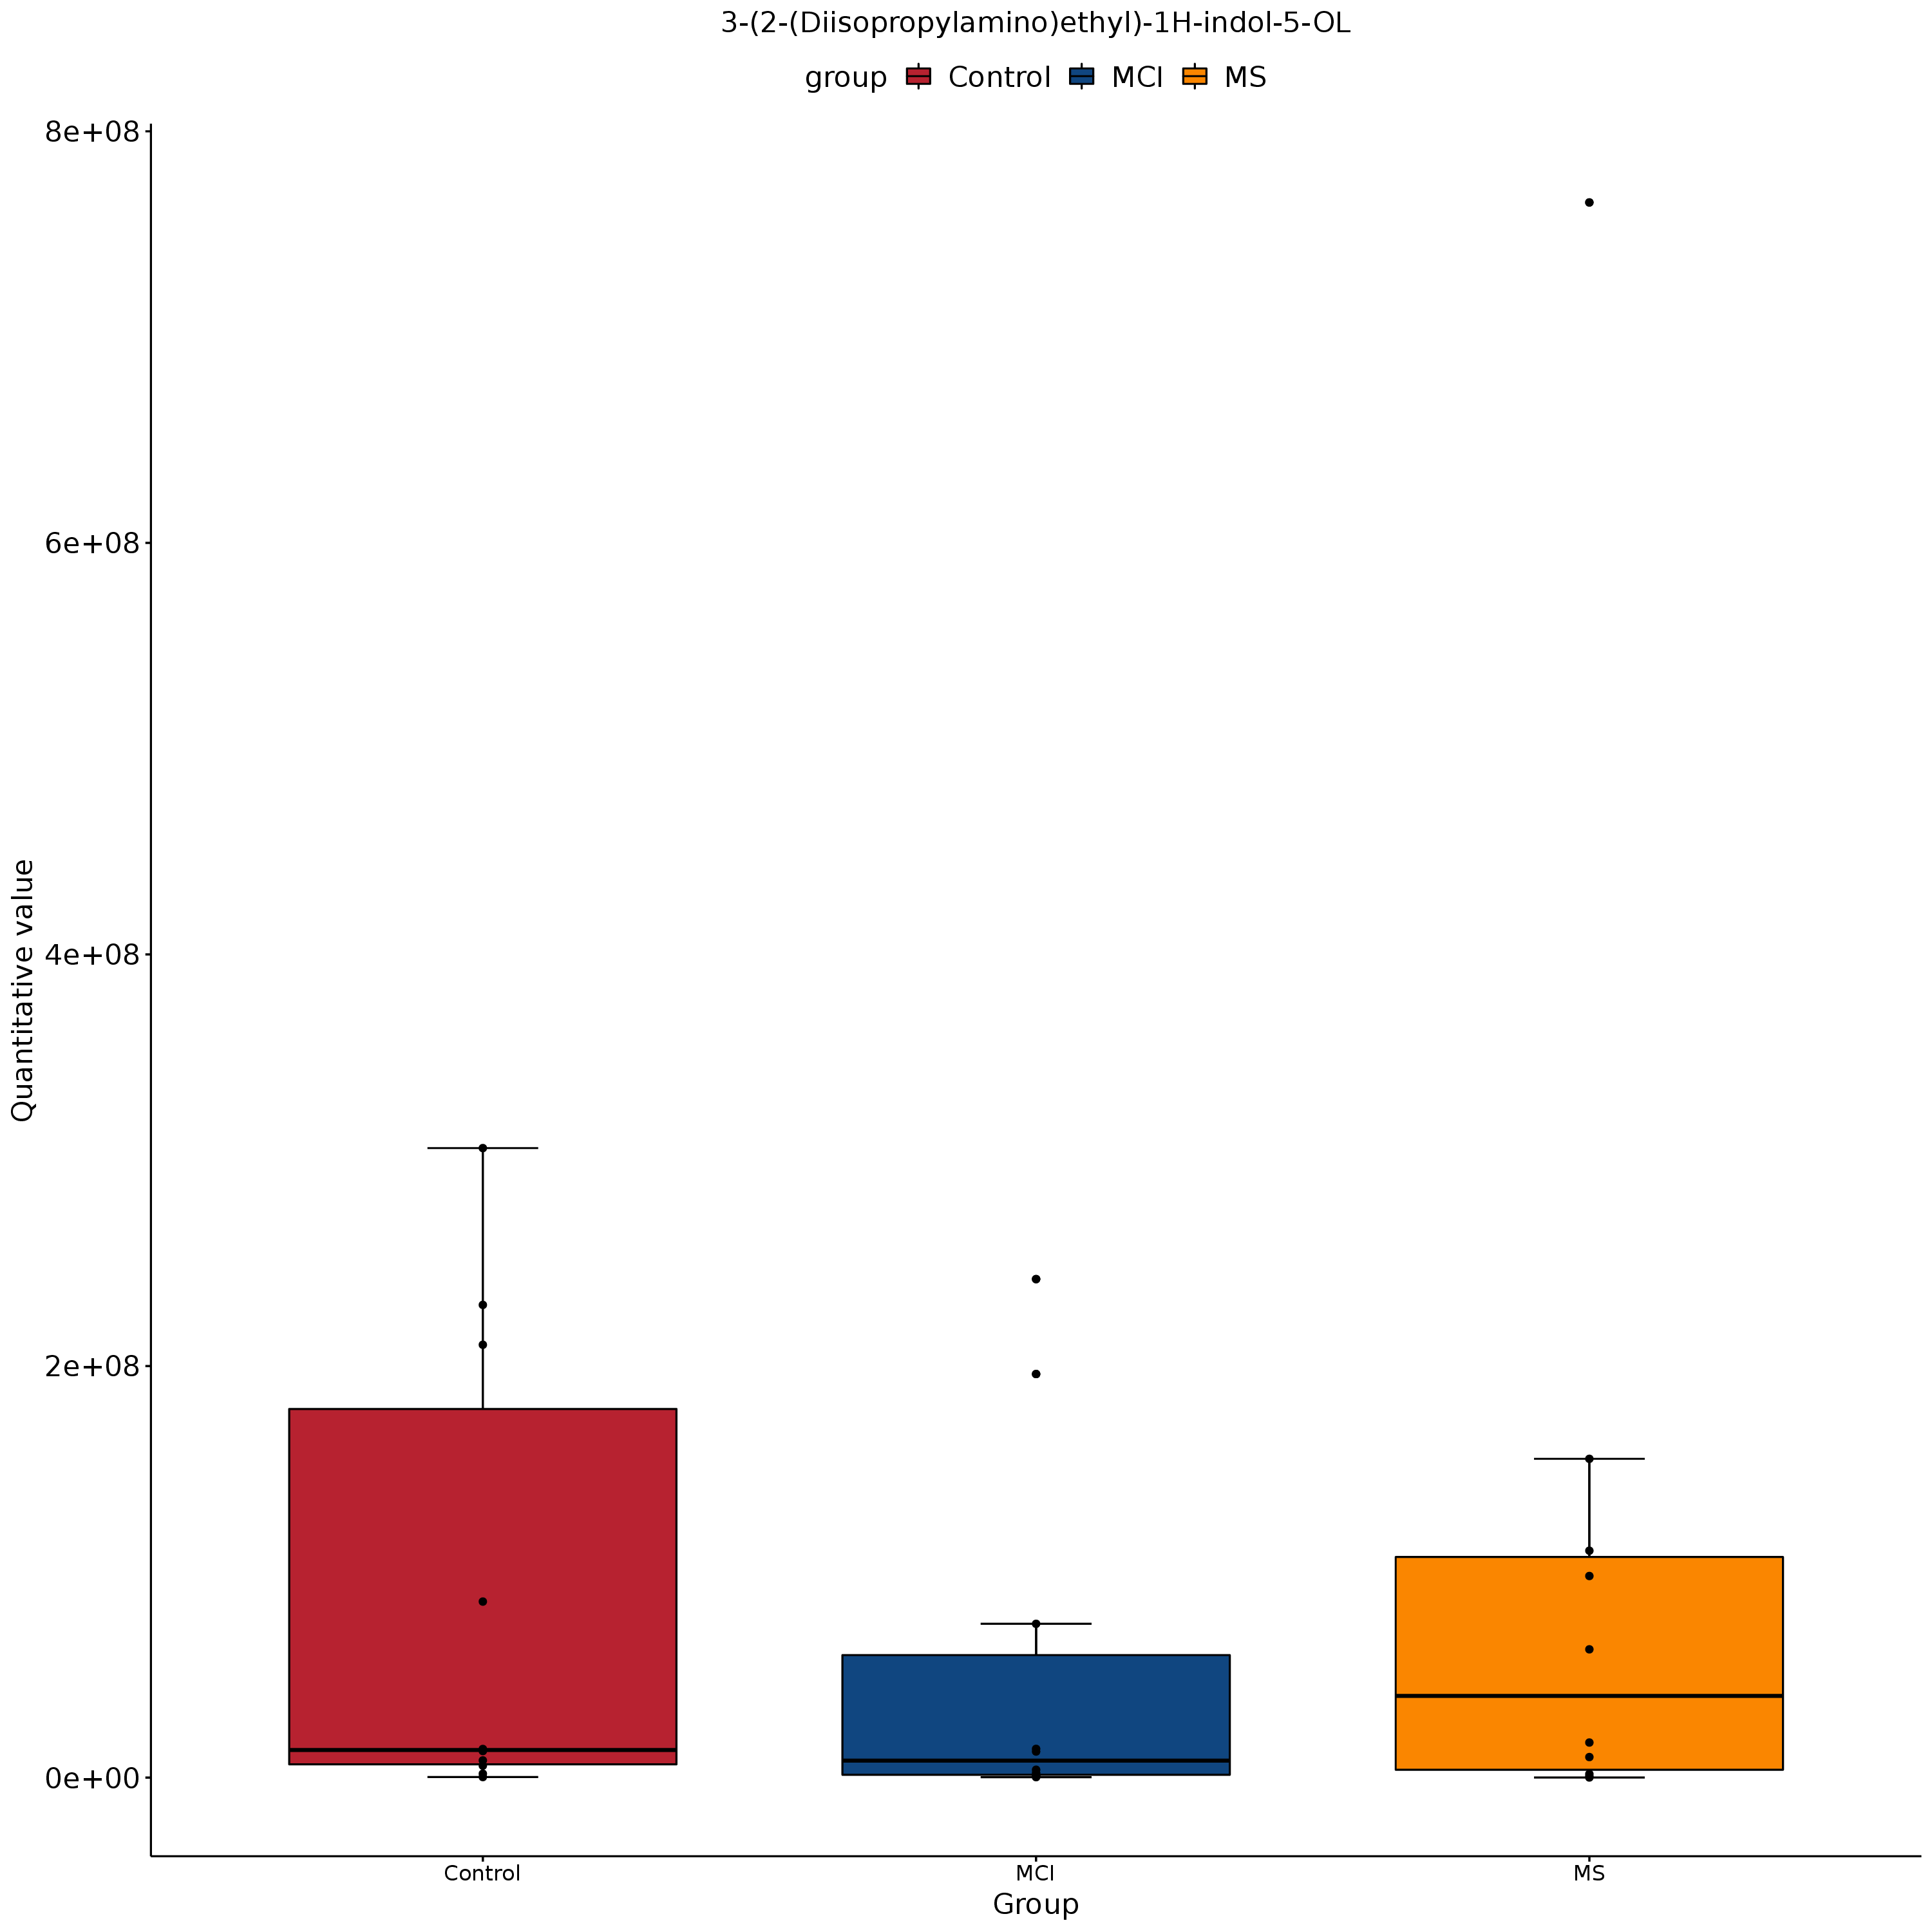 3-(2-(Diisopropylamino)ethyl)-1H-indol-5-OL
group Control MCI MS
8e+08
6e+08
4e+08
2e+08
0e+00
Quantitative value
Control MCI MS
Group